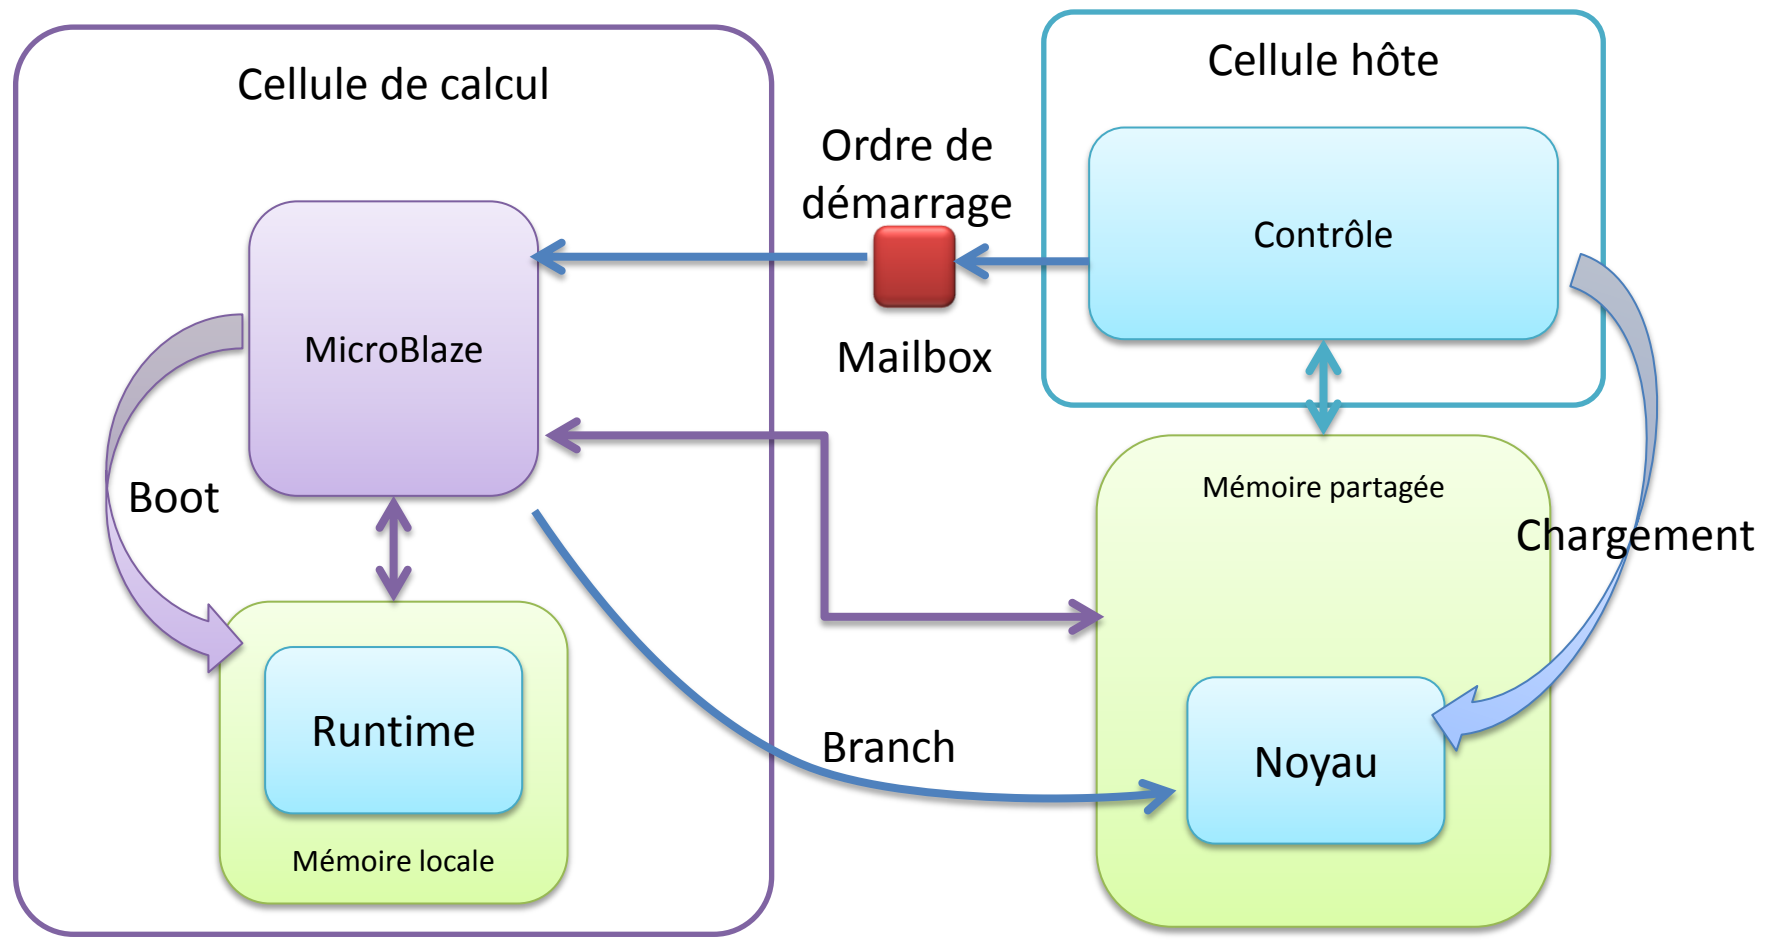 Cellule de calcul
Cellule hôte
Ordre de
démarrage
Contrôle
MicroBlaze
Mailbox
Boot
Mémoire partagée
Chargement
Runtime
Branch
Noyau
Mémoire locale